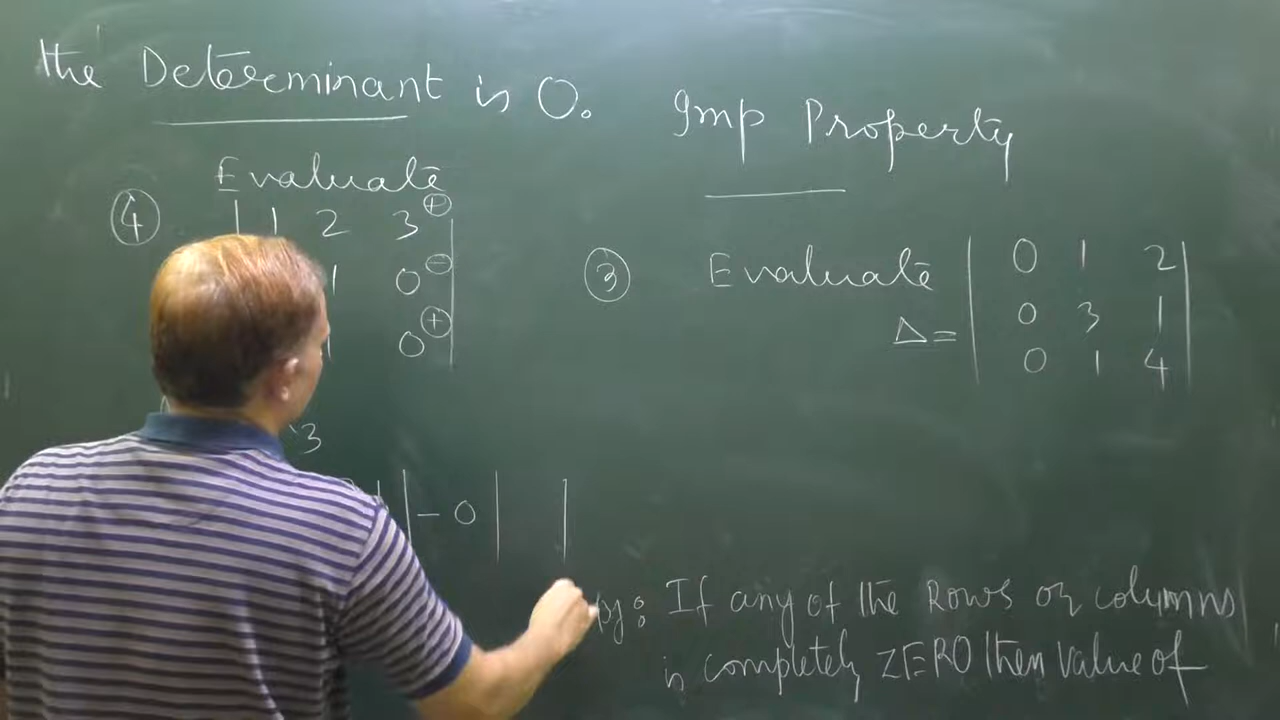 the Determinant is 0.
Imp Property
Evaluate
④ | 1 2 3 ⊕ |
1 0 ⊖
0 ⊕
3
| - 0 | |
③ Evaluate
Δ = | 0 1 2 |
| 0 3 1 |
| 0 1 4 |
If any of the Rows or columns
is completely ZERO then value of